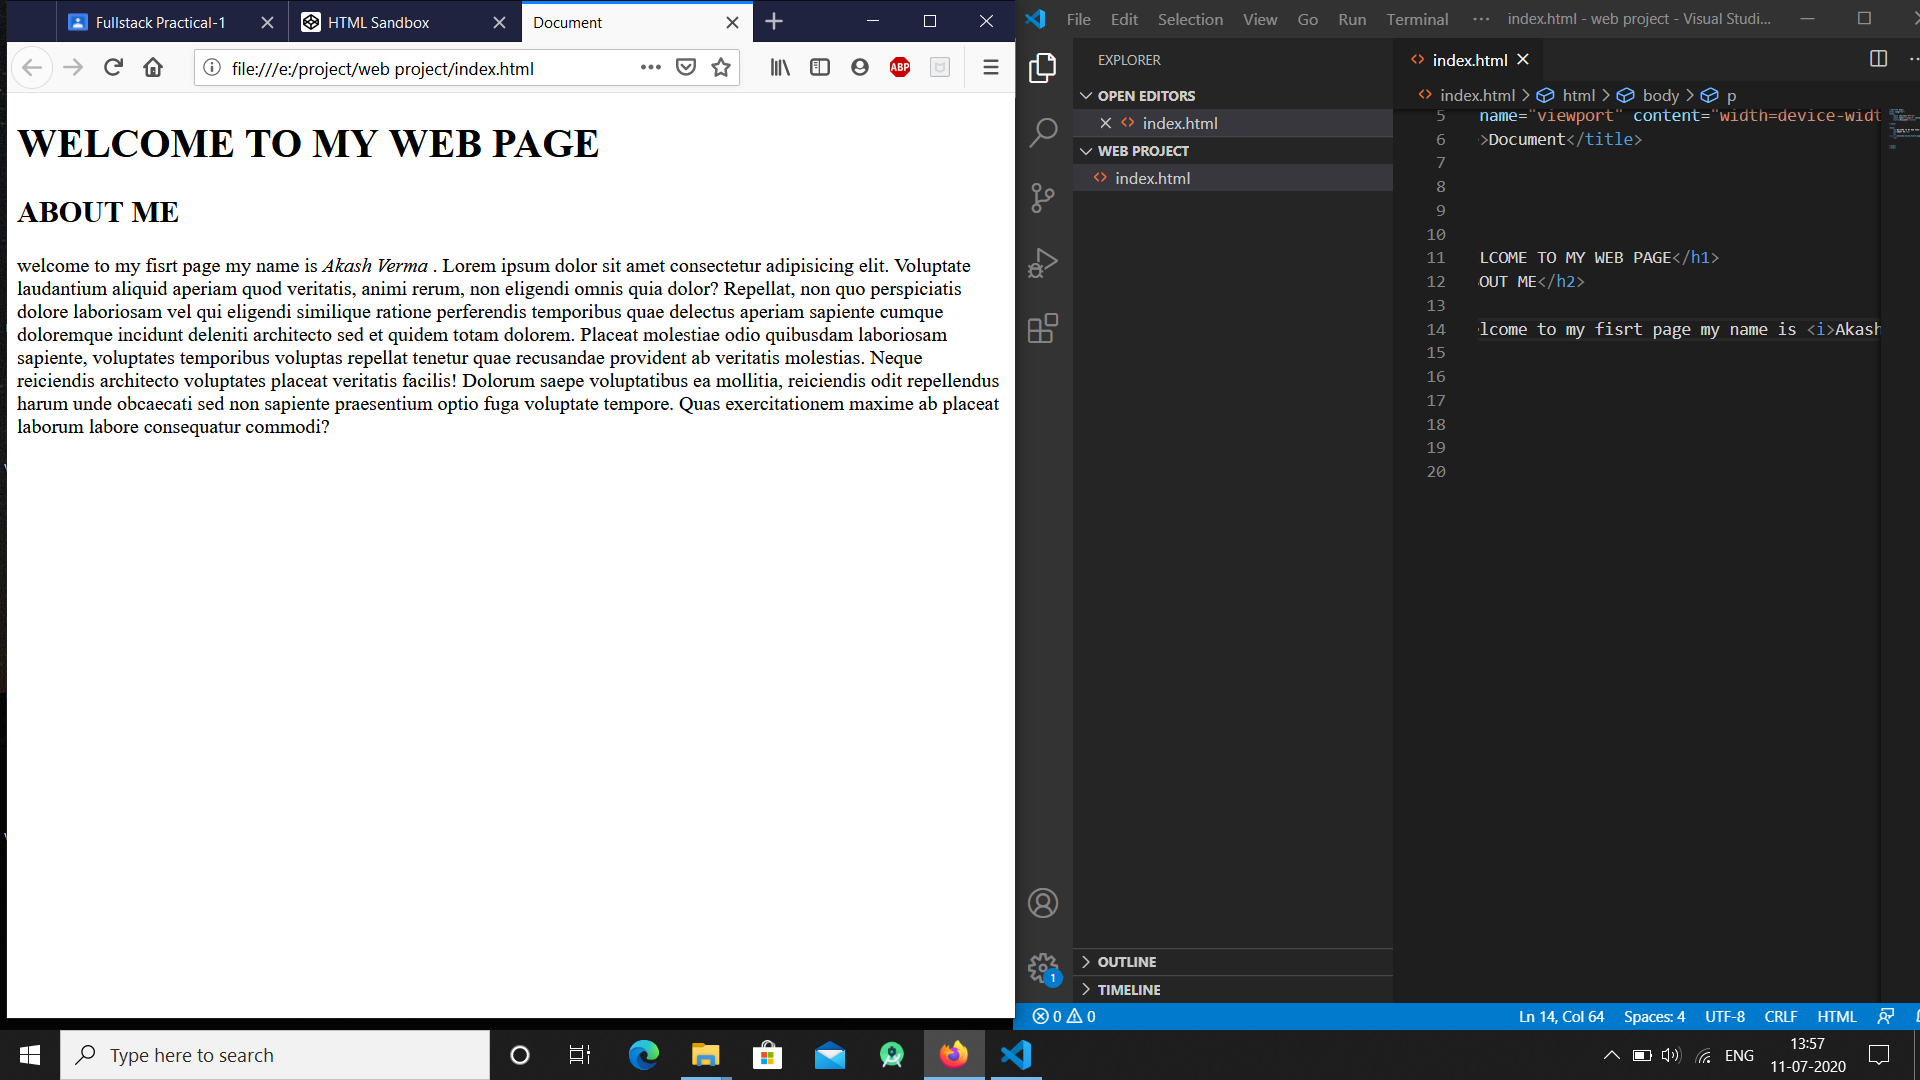 Fullstack Practical-1
HTML Sandbox
Document
file:///e:/project/web project/index.html
ABP
WELCOME TO MY WEB PAGE
ABOUT ME
welcome to my fisrt page my name is Akash Verma . Lorem ipsum dolor sit amet consectetur adipisicing elit. Voluptate
laudantium aliquid aperiam quod veritatis, animi rerum, non eligendi omnis quia dolor? Repellat, non quo perspiciatis
dolore laboriosam vel qui eligendi similique ratione perferendis temporibus quae delectus aperiam sapiente cumque
doloremque incidunt deleniti architecto sed et quidem totam dolorem. Placeat molestiae odio quibusdam laboriosam
sapiente, voluptates temporibus voluptas repellat tenetur quae recusandae provident ab veritatis molestias. Neque
reiciendis architecto voluptates placeat veritatis facilis! Dolorum saepe voluptatibus ea mollitia, reiciendis odit repellendus
harum unde obcaecati sed non sapiente praesentium optio fuga voluptate tempore. Quas exercitationem maxime ab placeat
laborum labore consequatur commodi?
File Edit Selection View Go Run Terminal ··· index.html - web project - Visual Studi...
EXPLORER
OPEN EDITORS
index.html
WEB PROJECT
index.html
OUTLINE
TIMELINE
1
index.html
index.html > html > body > p
5 name="viewport" content="width=device-widt
6 >Document</title>
7
8
9
10
11 LCOME TO MY WEB PAGE</h1>
12 OUT ME</h2>
13
14 lcome to my fisrt page my name is <i>Akash
15
16
17
18
19
20
0 0
Ln 14, Col 64 Spaces: 4 UTF-8 CRLF HTML
Type here to search
ENG
13:57
11-07-2020